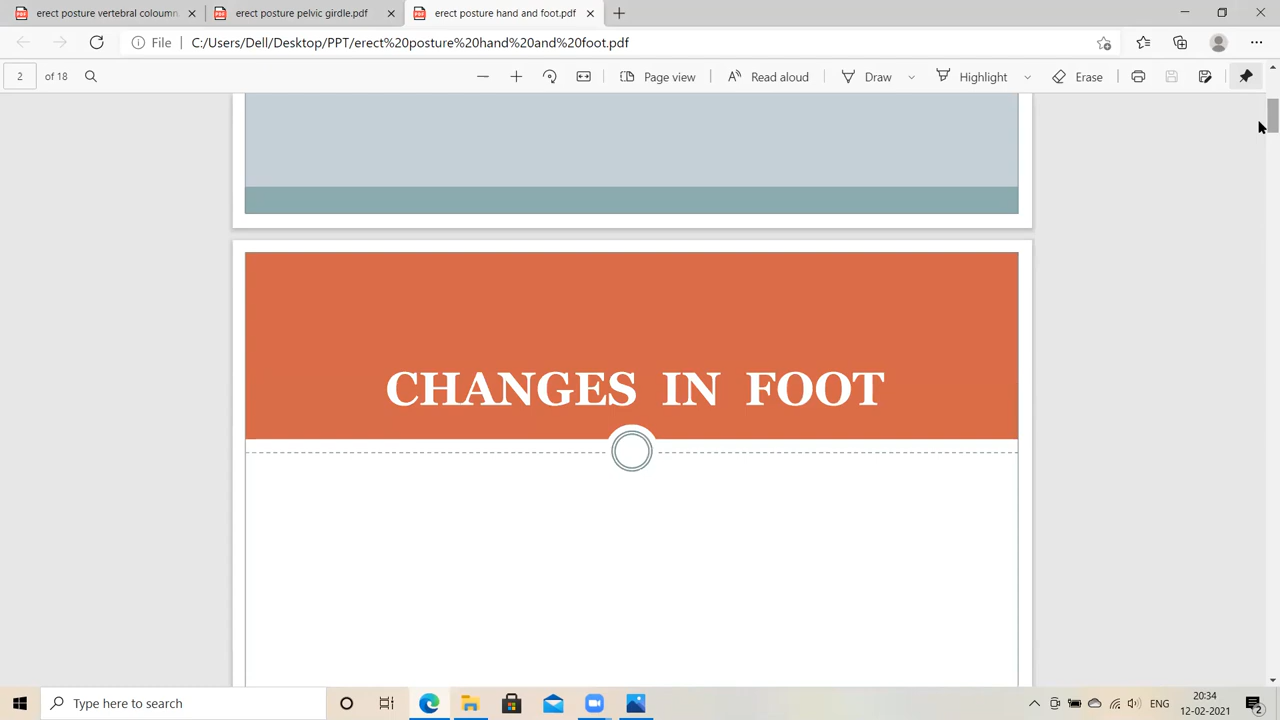 erect posture vertebral coloumn
erect posture pelvic girdle.pdf
erect posture hand and foot.pdf
File
C:/Users/Dell/Desktop/PPT/erect%20posture%20hand%20and%20foot.pdf
2 of 18
Page view
Read aloud
Draw
Highlight
Erase
CHANGES IN FOOT
Type here to search
ENG
20:34
12-02-2021
2